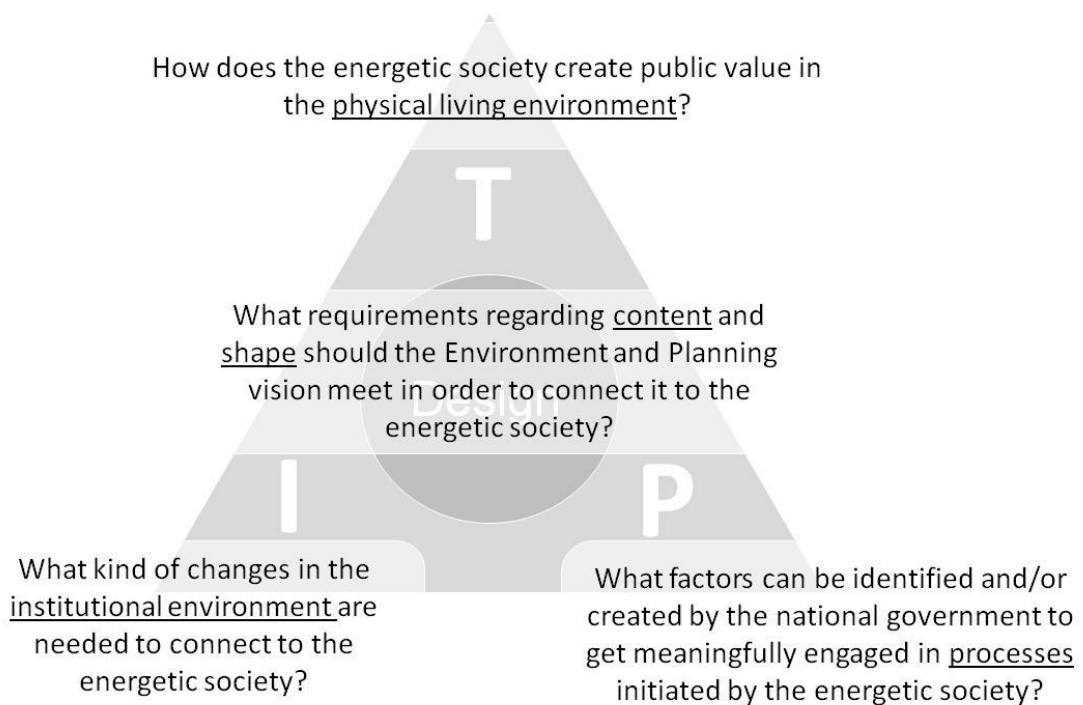 How does the energetic society create public value in
the physical living environment?
T
What requirements regarding content and
shape should the Environment and Planning
vision meet in order to connect it to the
Design
energetic society?
I
P
What kind of changes in the
institutional environment are
needed to connect to the
energetic society?
What factors can be identified and/or
created by the national government to
get meaningfully engaged in processes
initiated by the energetic society?